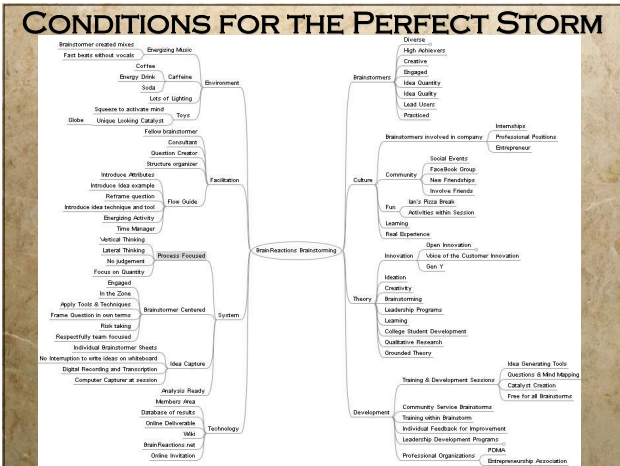 CONDITIONS FOR THE PERFECT STORM
Brainstormer created mixes
Fast beats without vocals
Energizing Music
Coffee
Energy Drink
Soda
Caffeine
Lots of Lighting
Squeeze to activate mind
Globe
Unique Looking Catalyst
Toys
Environment
Fellow brainstormer
Consultant
Question Creator
Structure organizer
Introduce Attributes
Introduce Idea example
Reframe question
Introduce idea technique and tool
Energizing Activity
Time Manager
Flow Guide
Facilitation
Vertical Thinking
Lateral Thinking
No judgement
Focus on Quantity
Process Focused
Engaged
In the Zone
Apply Tools & Techniques
Frame Question in own terms
Risk taking
Respectfully team focused
Brainstormer Centered
Individual Brainstormer Sheets
No Interruption to write ideas on whiteboard
Digital Recording and Transcription
Computer Capturer at session
Idea Capture
Analysis Ready
System
Members Area
Database of results
Online Deliverable
Wiki
BrainReactions.net
Online Invitation
Technology
BrainReactions Brainstorming
Brainstormers
Diverse
High Achievers
Creative
Engaged
Idea Quantity
Idea Quality
Lead Users
Practiced
Culture
Brainstormers involved in company
Internships
Professional Positions
Entrepreneur
Community
Social Events
FaceBook Group
New Friendships
Involve Friends
Fun
Ian's Pizza Break
Activities within Session
Learning
Real Experience
Theory
Innovation
Open Innovation
Voice of the Customer Innovation
Gen Y
Ideation
Creativity
Brainstorming
Leadership Programs
Learning
College Student Development
Qualitative Research
Grounded Theory
Development
Training & Development Sessions
Idea Generating Tools
Questions & Mind Mapping
Catalyst Creation
Free for all Brainstorms
Community Service Brainstorms
Training within Brainstorm
Individual Feedback for Improvement
Leadership Development Programs
Professional Organizations
PDMA
Entrepreneurship Association